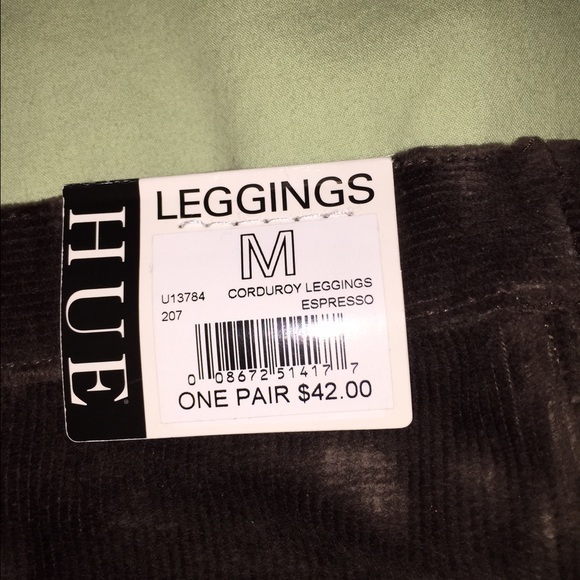 HUE
LEGGINGS
M
U13784 CORDUROY LEGGINGS
207 ESPRESSO
0 08672 51417 7
ONE PAIR $42.00